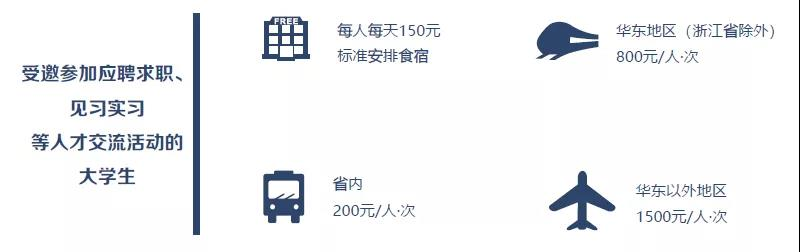 受邀参加应聘求职、
见习实习
等人才交流活动的
大学生
FREE
每人每天150元
标准安排食宿
华东地区（浙江省除外）
800元/人·次
省内
200元/人·次
华东以外地区
1500元/人·次